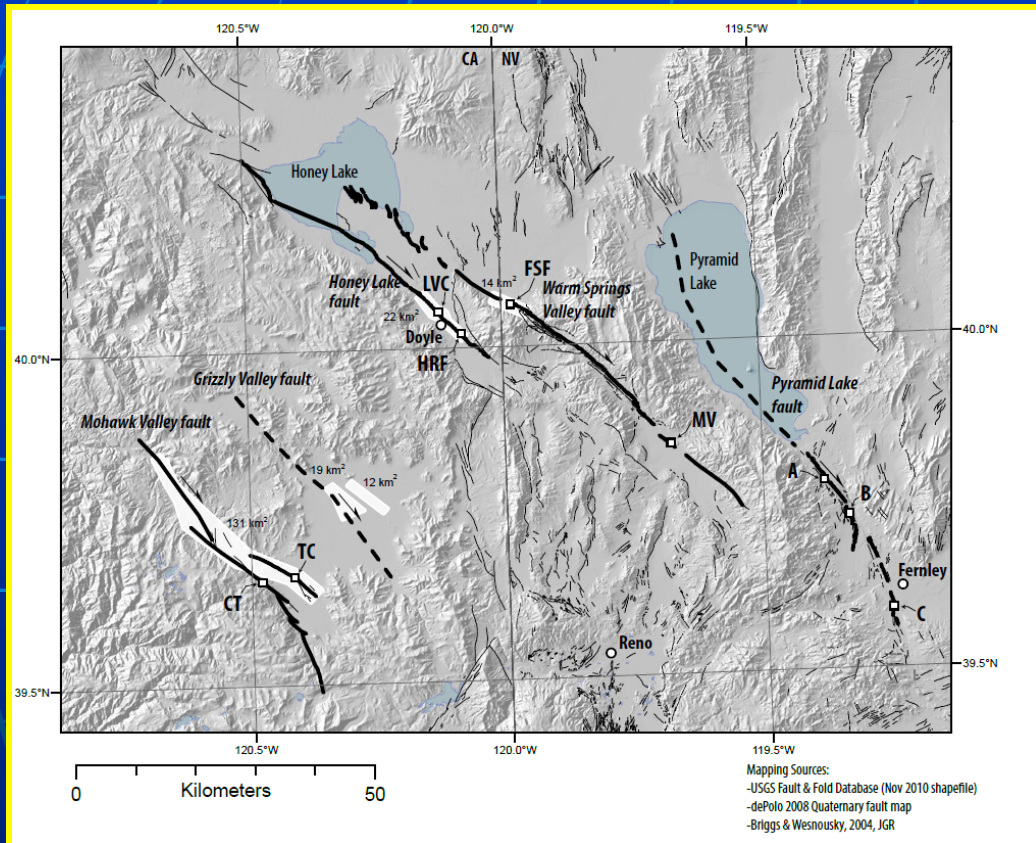 120.5°W
120.0°W
119.5°W
CA
NV
Honey Lake
Pyramid
Lake
LVC
14 km²
FSF
Warm Springs
Valley fault
Honey Lake
fault
22 km²
Doyle
HRF
40.0°N
40.0°N
Grizzly Valley fault
Pyramid Lake
fault
Mohawk Valley fault
MV
19 km²
12 km²
A
B
131 km²
TC
CT
Fernley
C
Reno
39.5°N
39.5°N
120.5°W
120.0°W
119.5°W
0
Kilometers
50
Mapping Sources:
-USGS Fault & Fold Database (Nov 2010 shapefile)
-dePolo 2008 Quaternary fault map
-Briggs & Wesnousky, 2004, JGR